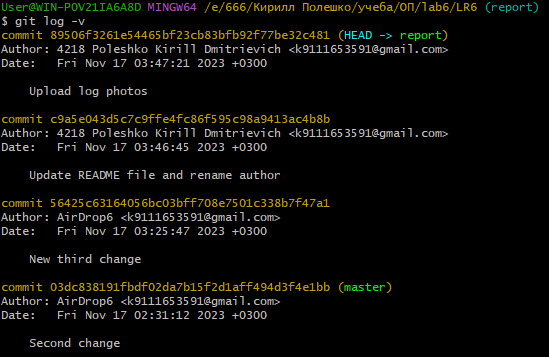 User@WIN-POV21IA6A8D MINGW64 /e/666/Кирилл Полешко/учеба/ОП/lab6/LR6 (report)
$ git log -v
commit 89506f3261e54465bf23cb83bfb92f77be32c481 (HEAD -> report)
Author: 4218 Poleshko Kirill Dmitrievich <k9111653591@gmail.com>
Date:   Fri Nov 17 03:47:21 2023 +0300
Upload log photos
commit c9a5e043d5c7c9ffe4fc86f595c98a9413ac4b8b
Author: 4218 Poleshko Kirill Dmitrievich <k9111653591@gmail.com>
Date:   Fri Nov 17 03:46:45 2023 +0300
Update README file and rename author
commit 56425c63164056bc03bff708e7501c338b7f47a1
Author: AirDrop6 <k9111653591@gmail.com>
Date:   Fri Nov 17 03:25:47 2023 +0300
New third change
commit 03dc838191fbdf02da7b15f2d1aff494d3f4e1bb (master)
Author: AirDrop6 <k9111653591@gmail.com>
Date:   Fri Nov 17 02:31:12 2023 +0300
Second change